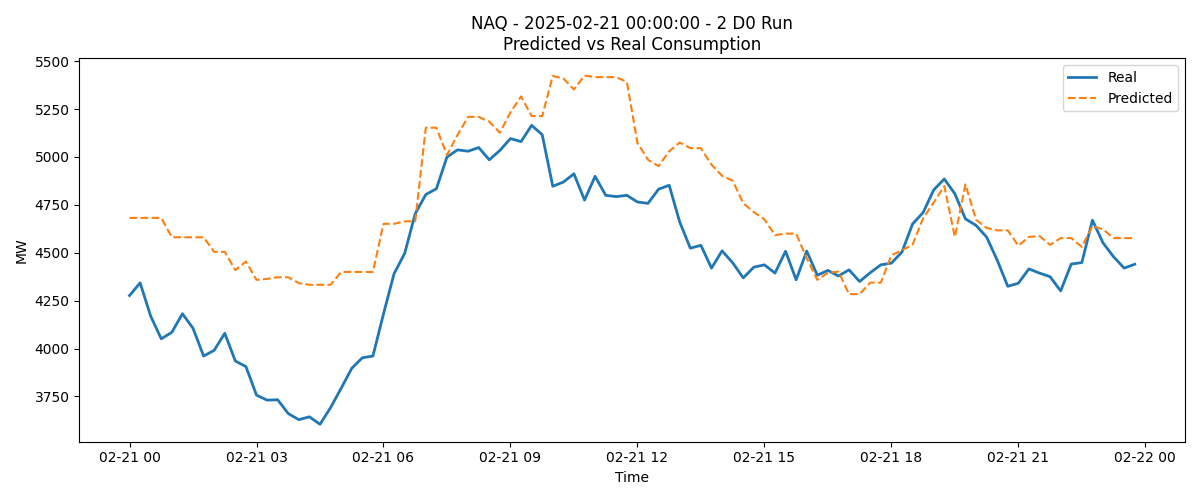 NAQ - 2025-02-21 00:00:00 - 2 D0 Run
Predicted vs Real Consumption
Real
Predicted
MW
5500
5250
5000
4750
4500
4250
4000
3750
02-21 00
02-21 03
02-21 06
02-21 09
02-21 12
02-21 15
02-21 18
02-21 21
02-22 00
Time